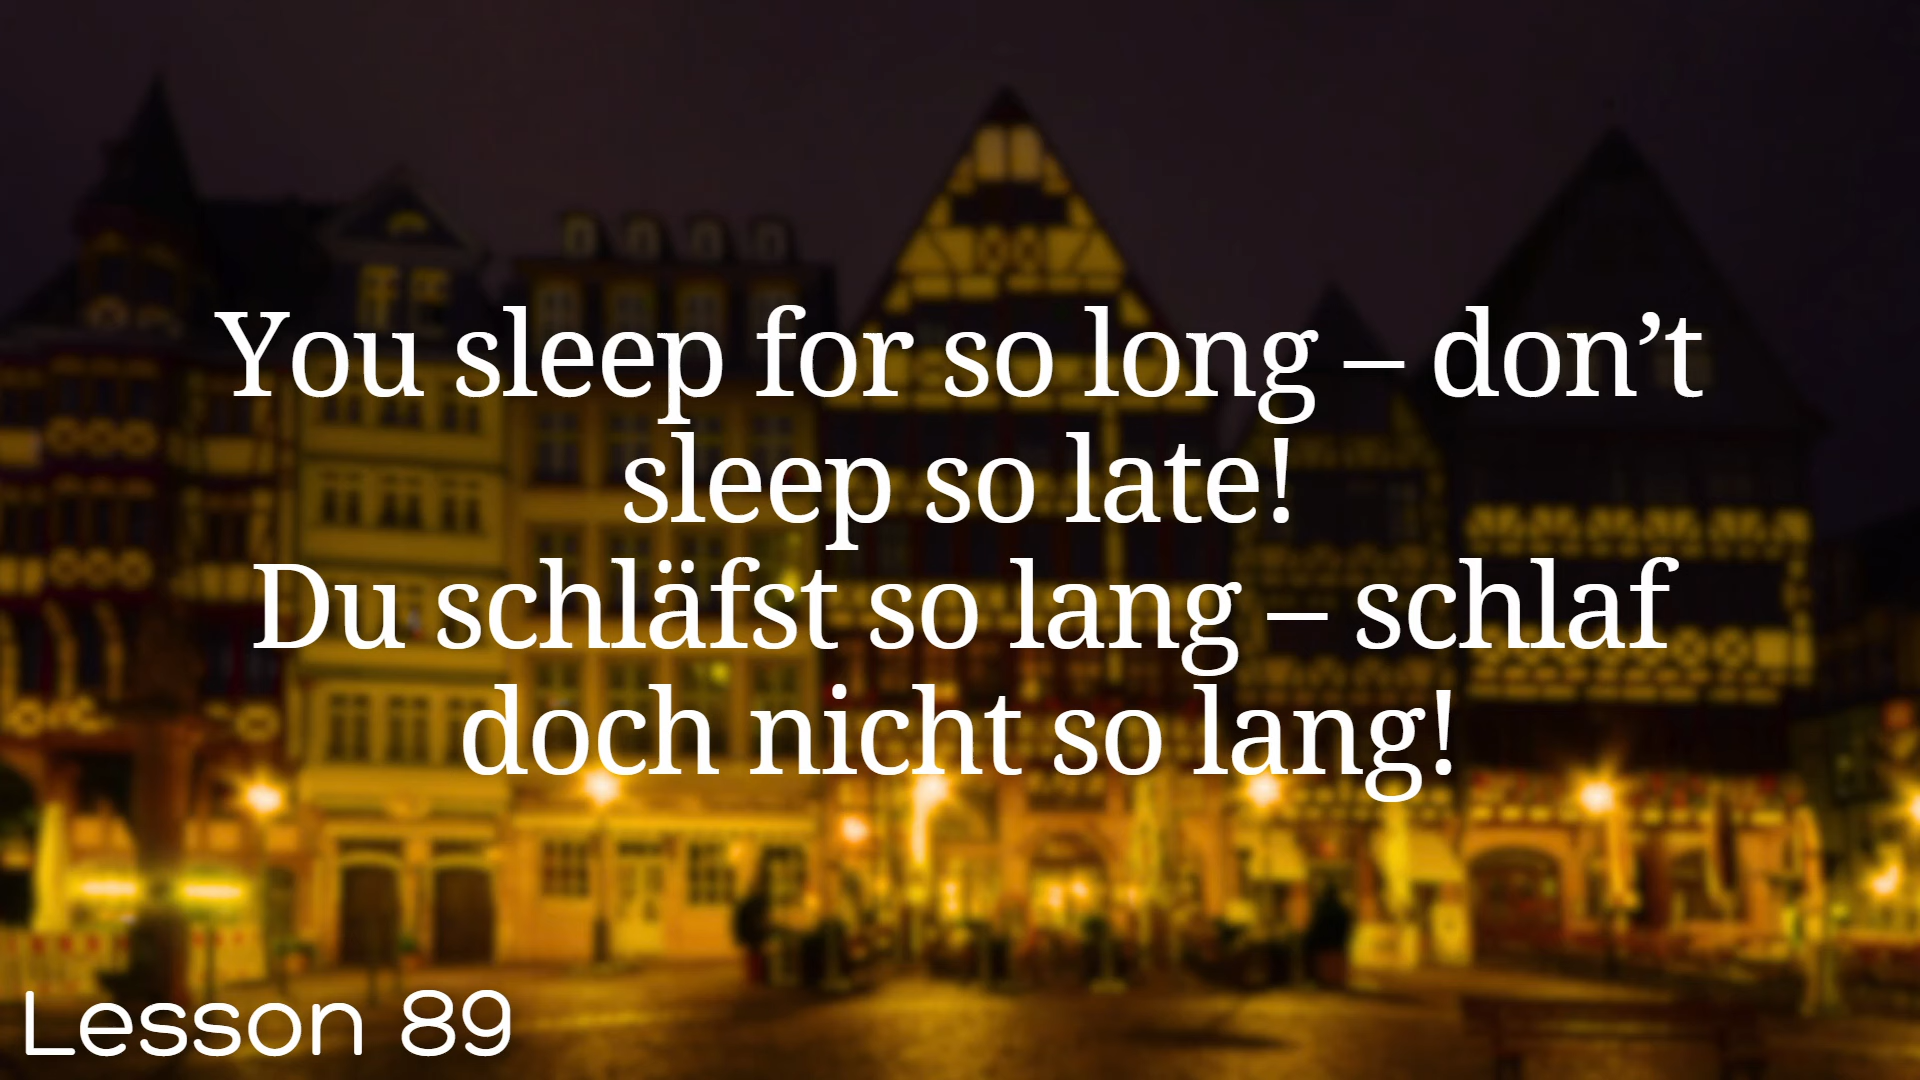 You sleep for so long – don’t
sleep so late!
Du schläfst so lang – schlaf
doch nicht so lang!
Lesson 89